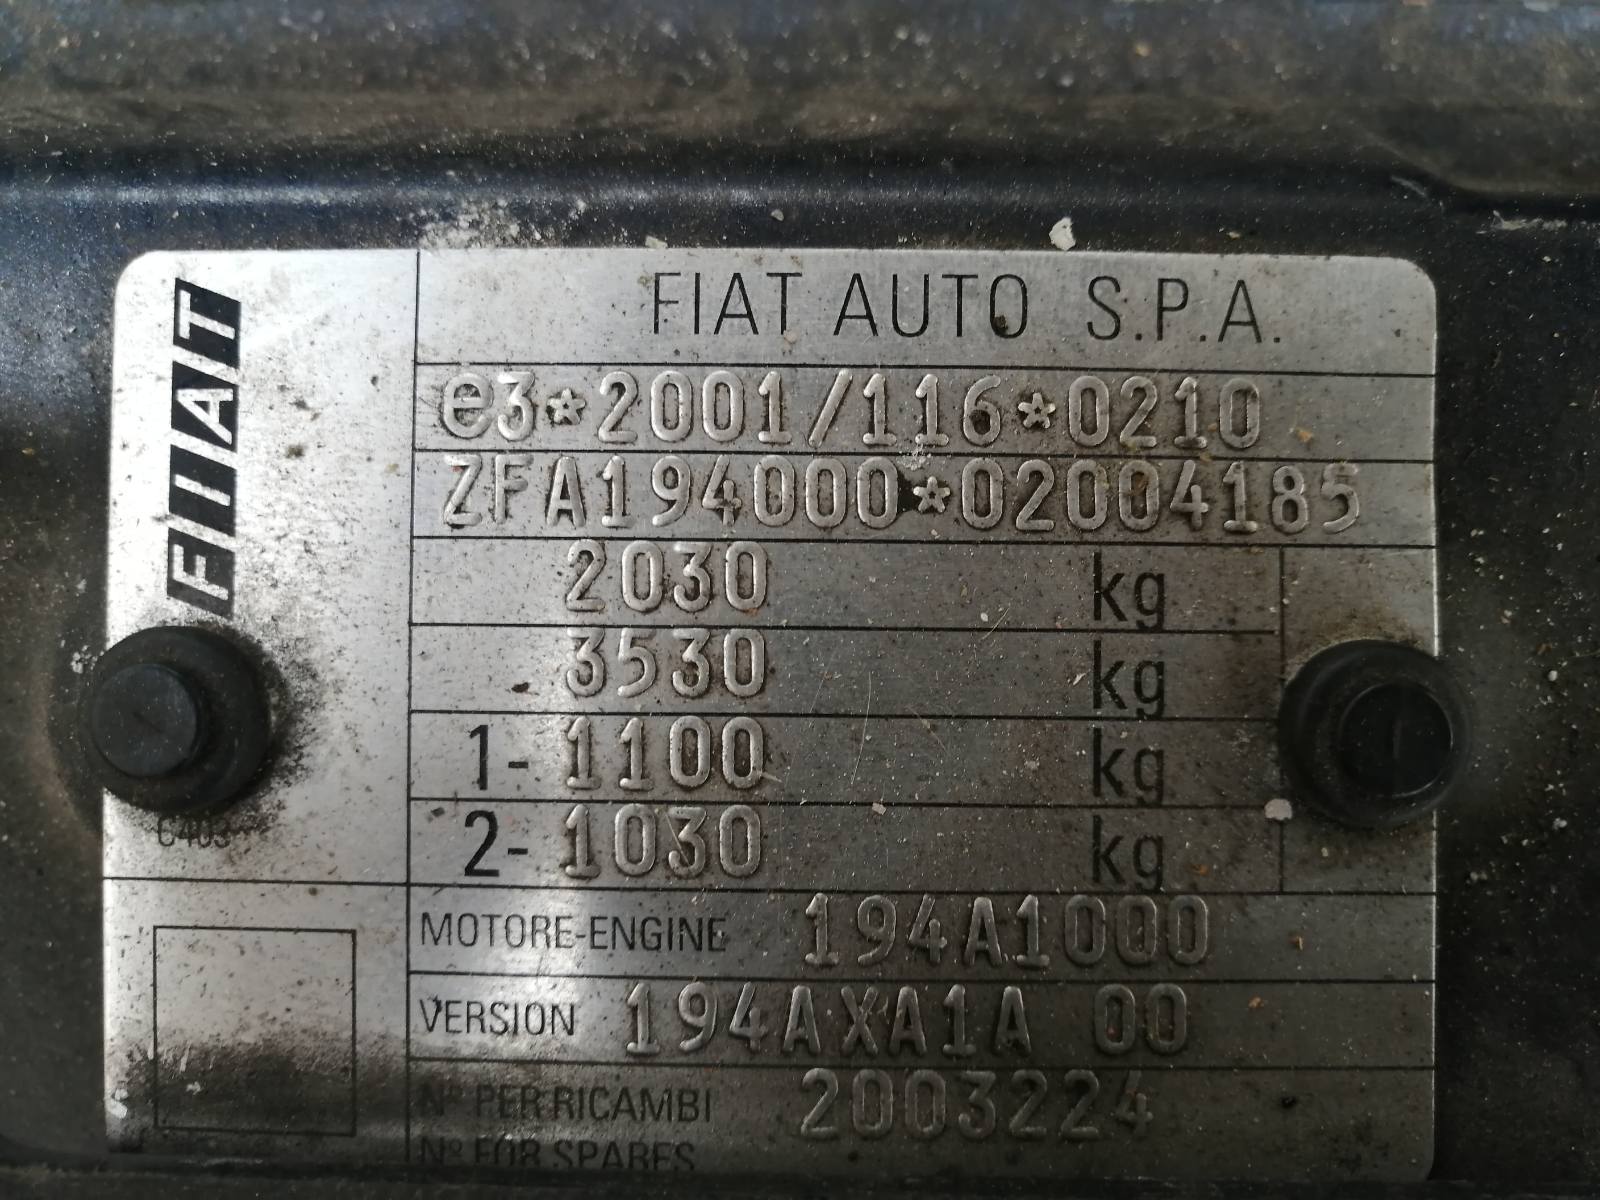 FIAT
FIAT AUTO S.P.A.
e3*2001/116*0210
ZFA194000*02004185
2030 kg
3530 kg
1- 1100 kg
2- 1030 kg
C403
MOTORE-ENGINE 194A1000
VERSION 194AXA1A 00
Nº PER RICAMBI 2003224
Nº FOR SPARES